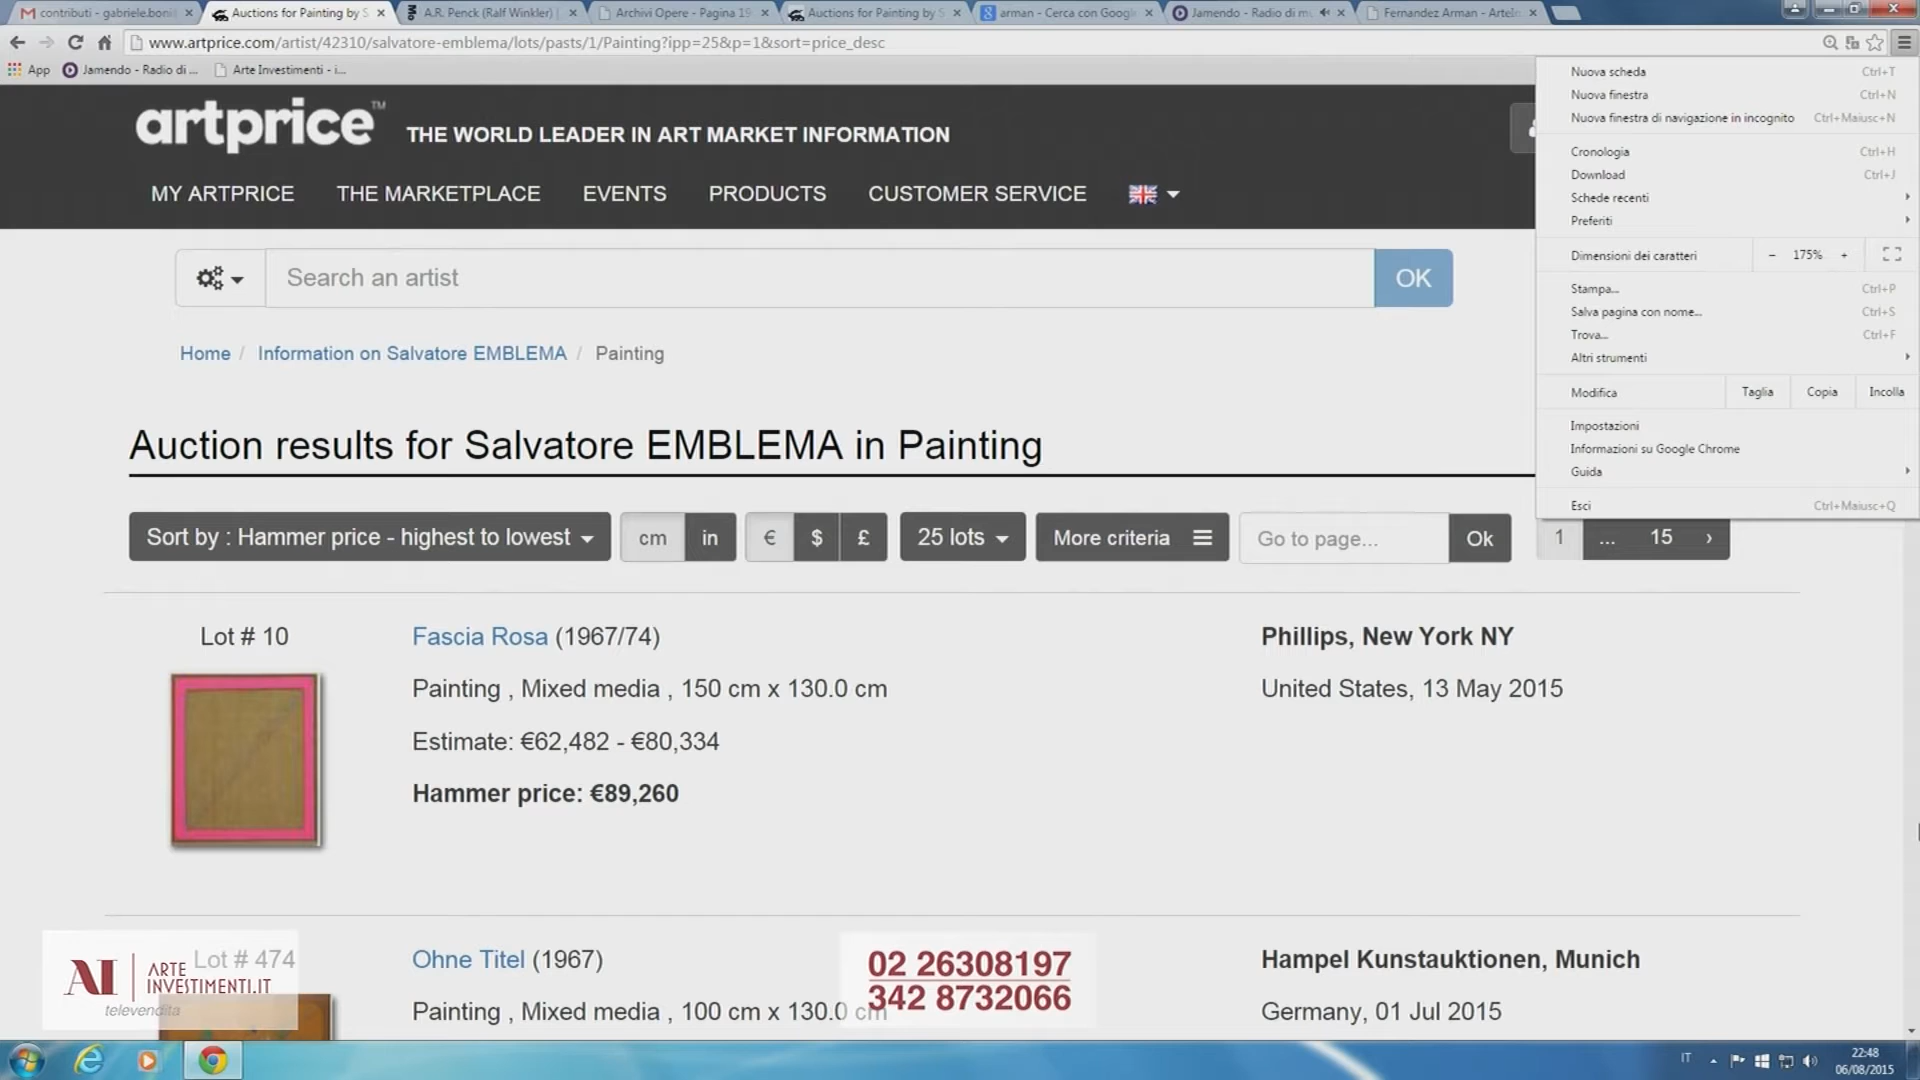 contributi - gabriele.boni
Auctions for Painting by S
A.R. Penck (Ralf Winkler) |
Archivi Opere - Pagina 19
Auctions for Painting by S
arman - Cerca con Google
Jamendo - Radio di mu
Fernandez Arman - ArteIn
www.artprice.com/artist/42310/salvatore-emblema/lots/pasts/1/Painting?ipp=25&p=1&sort=price_desc
App
Jamendo - Radio di ...
Arte Investimenti - i...
Nuova scheda Ctrl+T
Nuova finestra Ctrl+N
Nuova finestra di navigazione in incognito Ctrl+Maiusc+N
Cronologia Ctrl+H
Download Ctrl+J
Schede recenti
Preferiti
Dimensioni dei caratteri - 175% +
Stampa... Ctrl+P
Salva pagina con nome... Ctrl+S
Trova... Ctrl+F
Altri strumenti
Modifica Taglia Copia Incolla
Impostazioni
Informazioni su Google Chrome
Guida
Esci Ctrl+Maiusc+Q
artprice™ THE WORLD LEADER IN ART MARKET INFORMATION
MY ARTPRICE THE MARKETPLACE EVENTS PRODUCTS CUSTOMER SERVICE
Search an artist OK
Home / Information on Salvatore EMBLEMA / Painting
Auction results for Salvatore EMBLEMA in Painting
Sort by : Hammer price - highest to lowest cm in € $ £ 25 lots More criteria Go to page... Ok 1 ... 15 ›
Lot # 10
Fascia Rosa (1967/74)
Painting , Mixed media , 150 cm x 130.0 cm
Estimate: €62,482 - €80,334
Hammer price: €89,260
Phillips, New York NY
United States, 13 May 2015
Lot # 474
Ohne Titel (1967)
Painting , Mixed media , 100 cm x 130.0 cm
Hampel Kunstauktionen, Munich
Germany, 01 Jul 2015
AI ARTE
INVESTIMENTI.IT
televendita
02 26308197
342 8732066
IT
22:48
06/08/2015